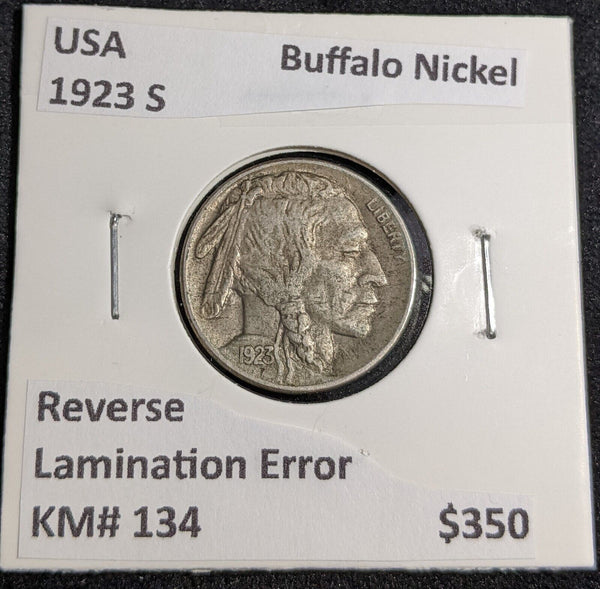 USA Buffalo Nickel
1923 S
LIBERTY
1923
Reverse
Lamination Error
KM# 134 $350